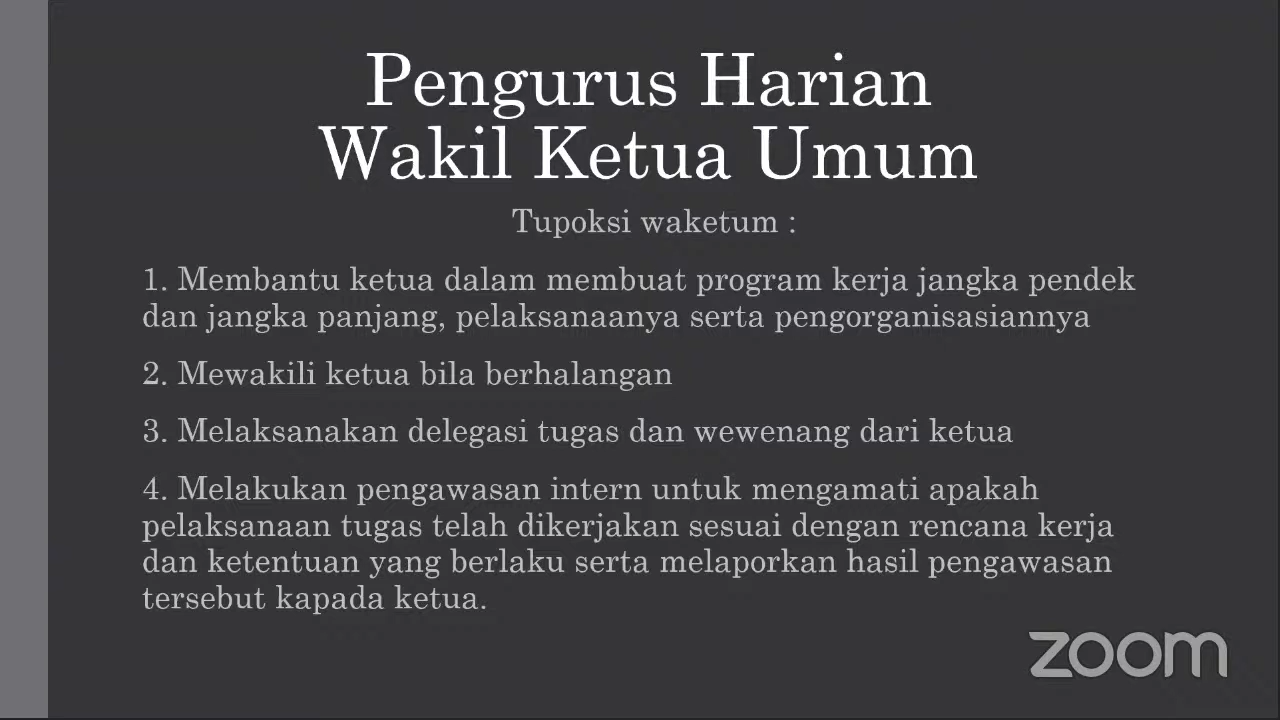 Pengurus Harian
Wakil Ketua Umum
Tupoksi waketum :
1. Membantu ketua dalam membuat program kerja jangka pendek
dan jangka panjang, pelaksanaanya serta pengorganisasiannya
2. Mewakili ketua bila berhalangan
3. Melaksanakan delegasi tugas dan wewenang dari ketua
4. Melakukan pengawasan intern untuk mengamati apakah
pelaksanaan tugas telah dikerjakan sesuai dengan rencana kerja
dan ketentuan yang berlaku serta melaporkan hasil pengawasan
tersebut kapada ketua.
zoom